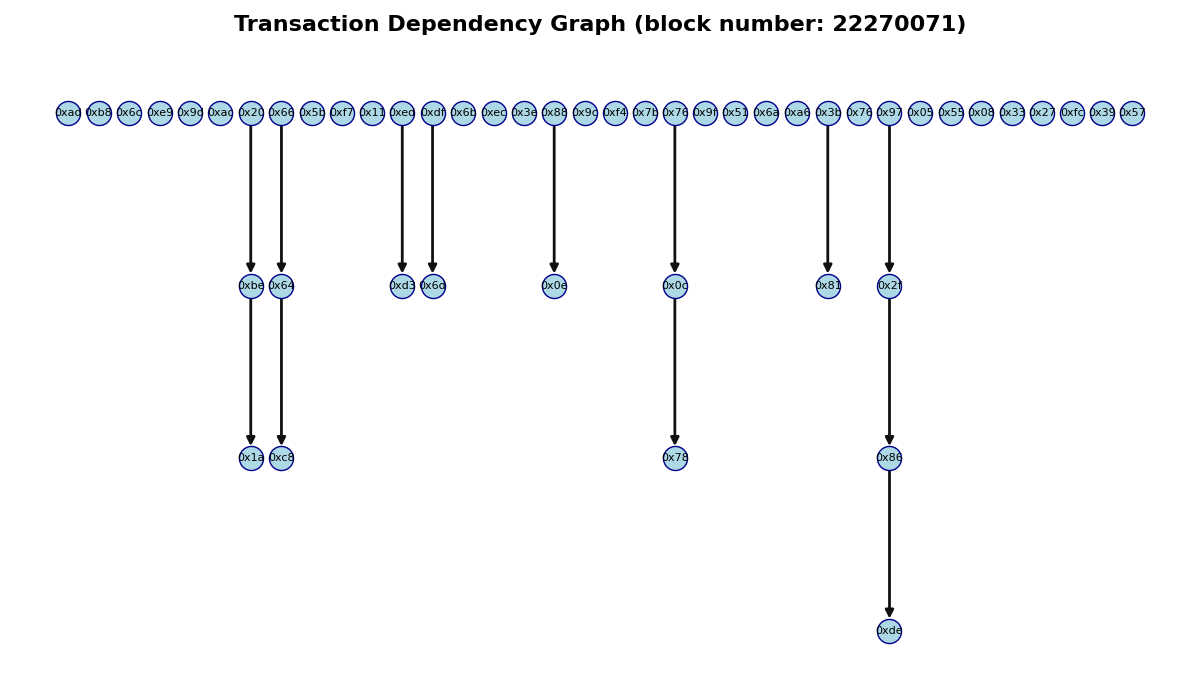 Transaction Dependency Graph (block number: 22270071)
0xad 0xb8 0x6c 0xe9 0x9d 0xac 0x20 0x66 0x5b 0xf7 0x11 0xed 0xdf 0x6b 0xec 0x3e 0x88 0x9c 0xf4 0x7b 0x76 0x9f 0x51 0x6a 0xa6 0x3b 0x76 0x97 0x05 0x55 0x08 0x33 0x27 0xfc 0x39 0x57
0xbe 0x64 0xd3 0x6d 0x0e 0x0c 0x81 0x2f
0x1a 0xc8 0x78 0x86
0xde